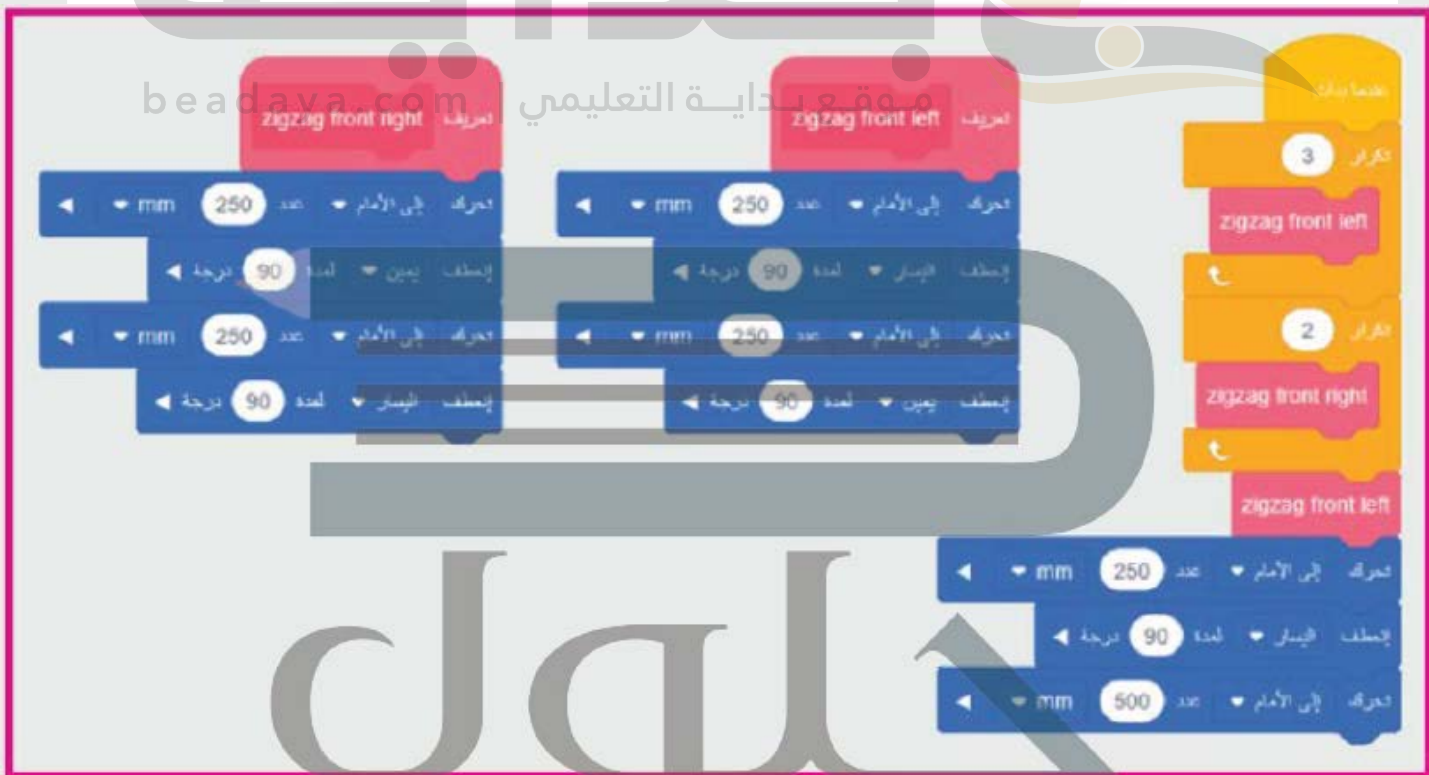 بداية
beadaya.com | موقع بداية التعليمي
عندما بدأت
تكرار 3
zigzag front left
تكرار 2
zigzag front right
zigzag front left
تحرك إلى الأمام عدد 250 mm
إنعطف اليسار لمدة 90 درجة
تحرك إلى الأمام عدد 500 mm
تعريف zigzag front left
تحرك إلى الأمام عدد 250 mm
إنعطف اليسار لمدة 90 درجة
تحرك إلى الأمام عدد 250 mm
إنعطف يمين لمدة 90 درجة
تعريف zigzag front right
تحرك إلى الأمام عدد 250 mm
إنعطف يمين لمدة 90 درجة
تحرك إلى الأمام عدد 250 mm
إنعطف اليسار لمدة 90 درجة
حلول